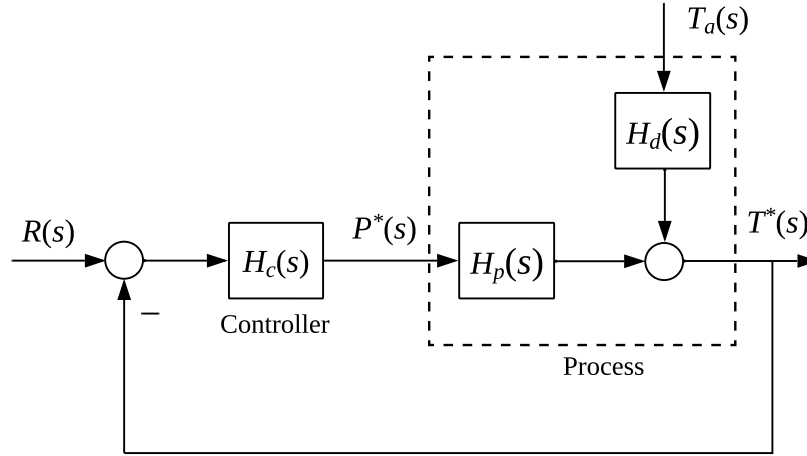 Tₐ(s)
H_d(s)
R(s)
P*(s)
T*(s)
H_c(s)
H_p(s)
−
Controller
Process